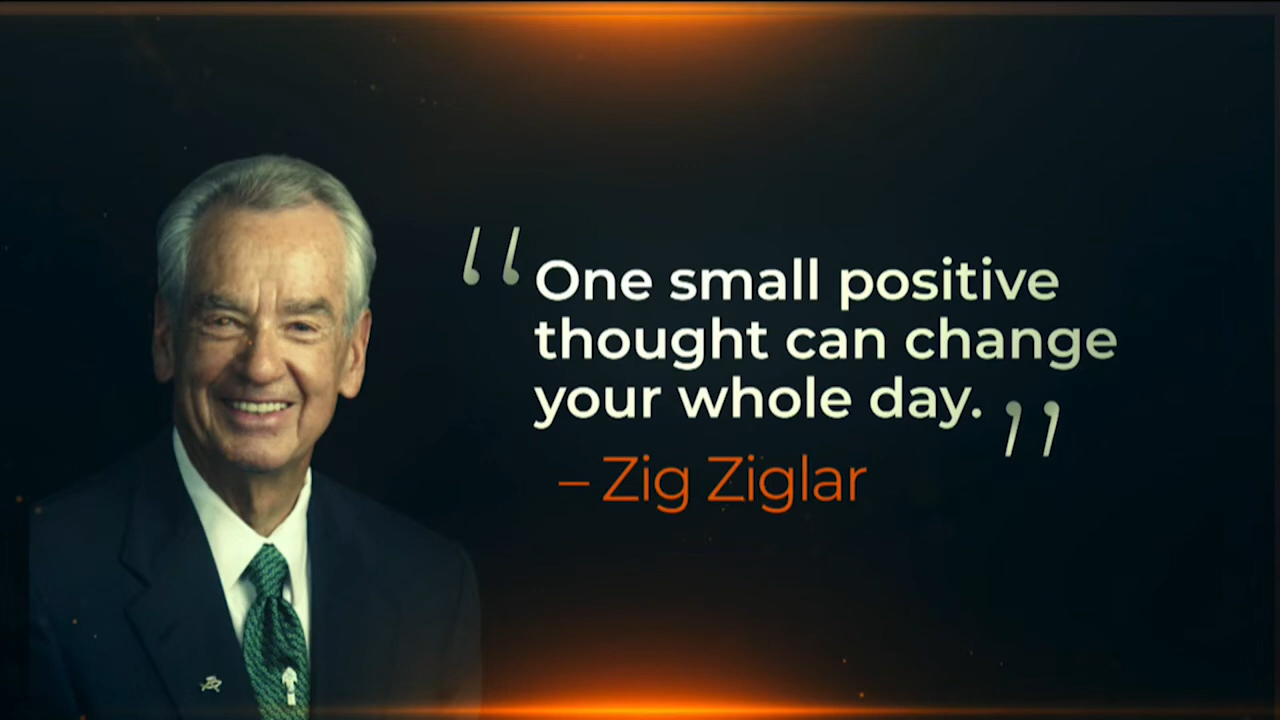 “One small positive
thought can change
your whole day.”
– Zig Ziglar